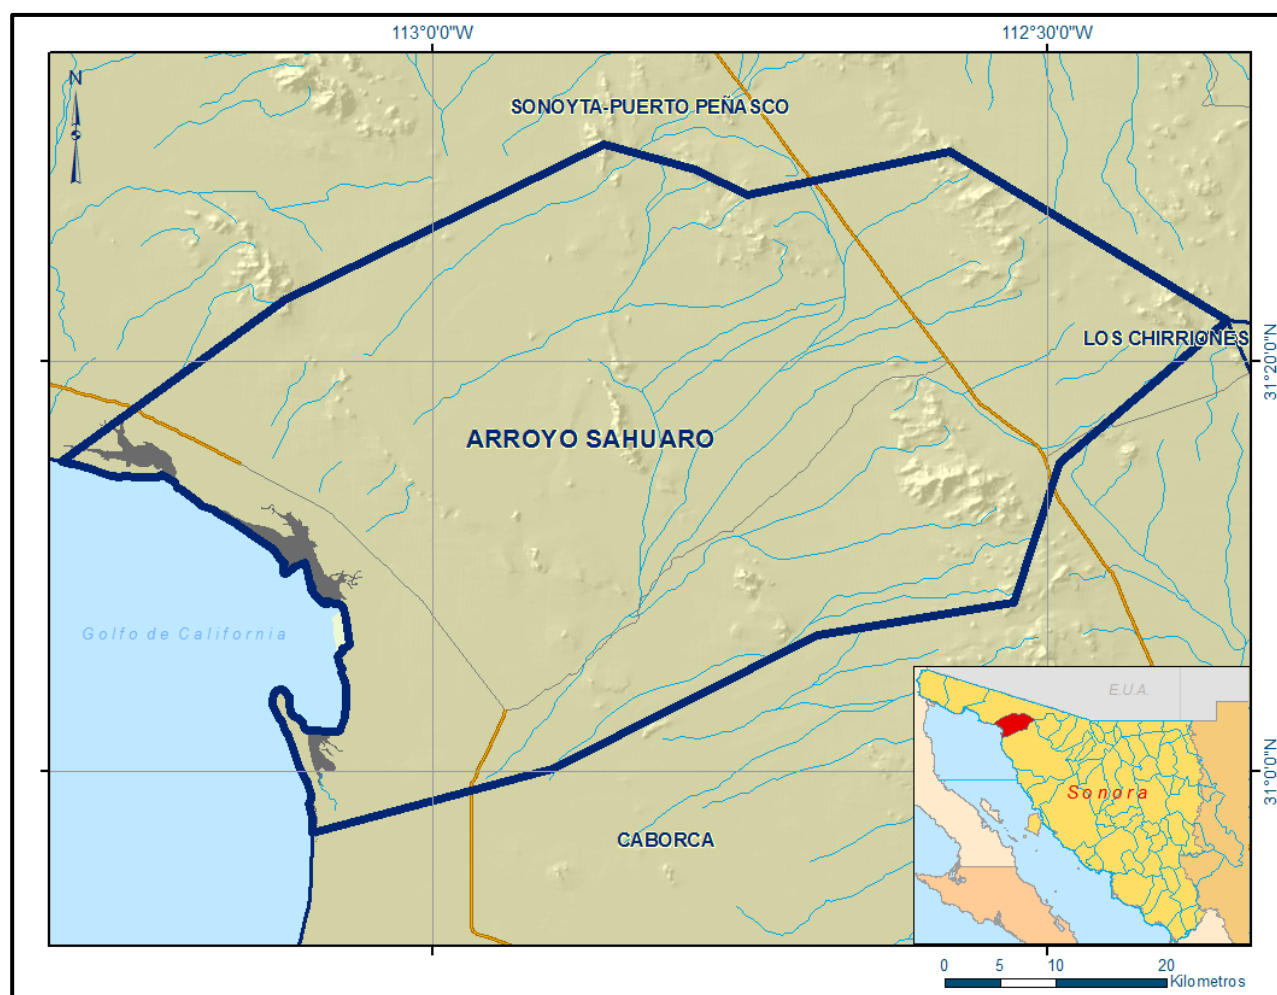 113°0'0"W
112°30'0"W
N
SONOYTA-PUERTO PEÑASCO
LOS CHIRRIONES
31°20'0"N
ARROYO SAHUARO
Golfo de California
E.U.A.
31°0'0"N
Sonora
CABORCA
0 5 10 20
Kilometros